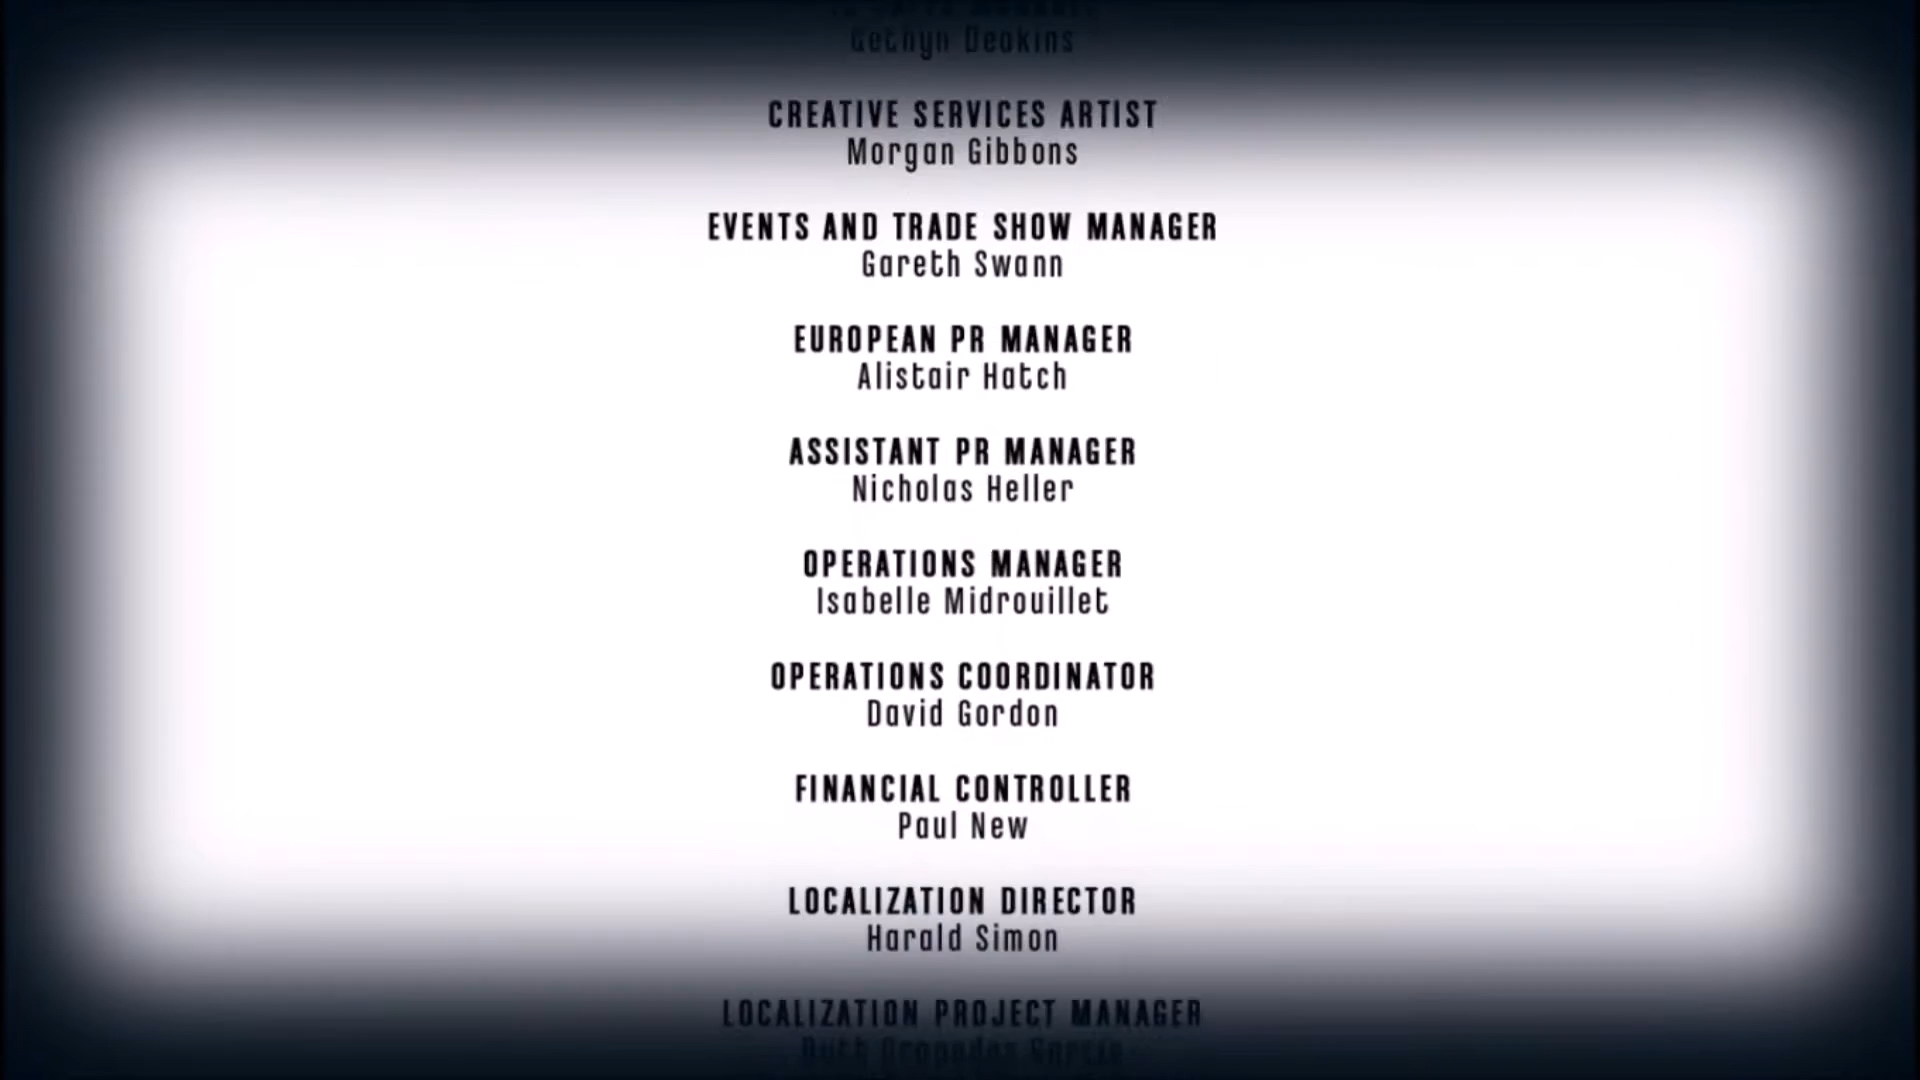 Gethyn Deakins
CREATIVE SERVICES ARTIST
Morgan Gibbons
EVENTS AND TRADE SHOW MANAGER
Gareth Swann
EUROPEAN PR MANAGER
Alistair Hatch
ASSISTANT PR MANAGER
Nicholas Heller
OPERATIONS MANAGER
Isabelle Midrouillet
OPERATIONS COORDINATOR
David Gordon
FINANCIAL CONTROLLER
Paul New
LOCALIZATION DIRECTOR
Harald Simon
LOCALIZATION PROJECT MANAGER